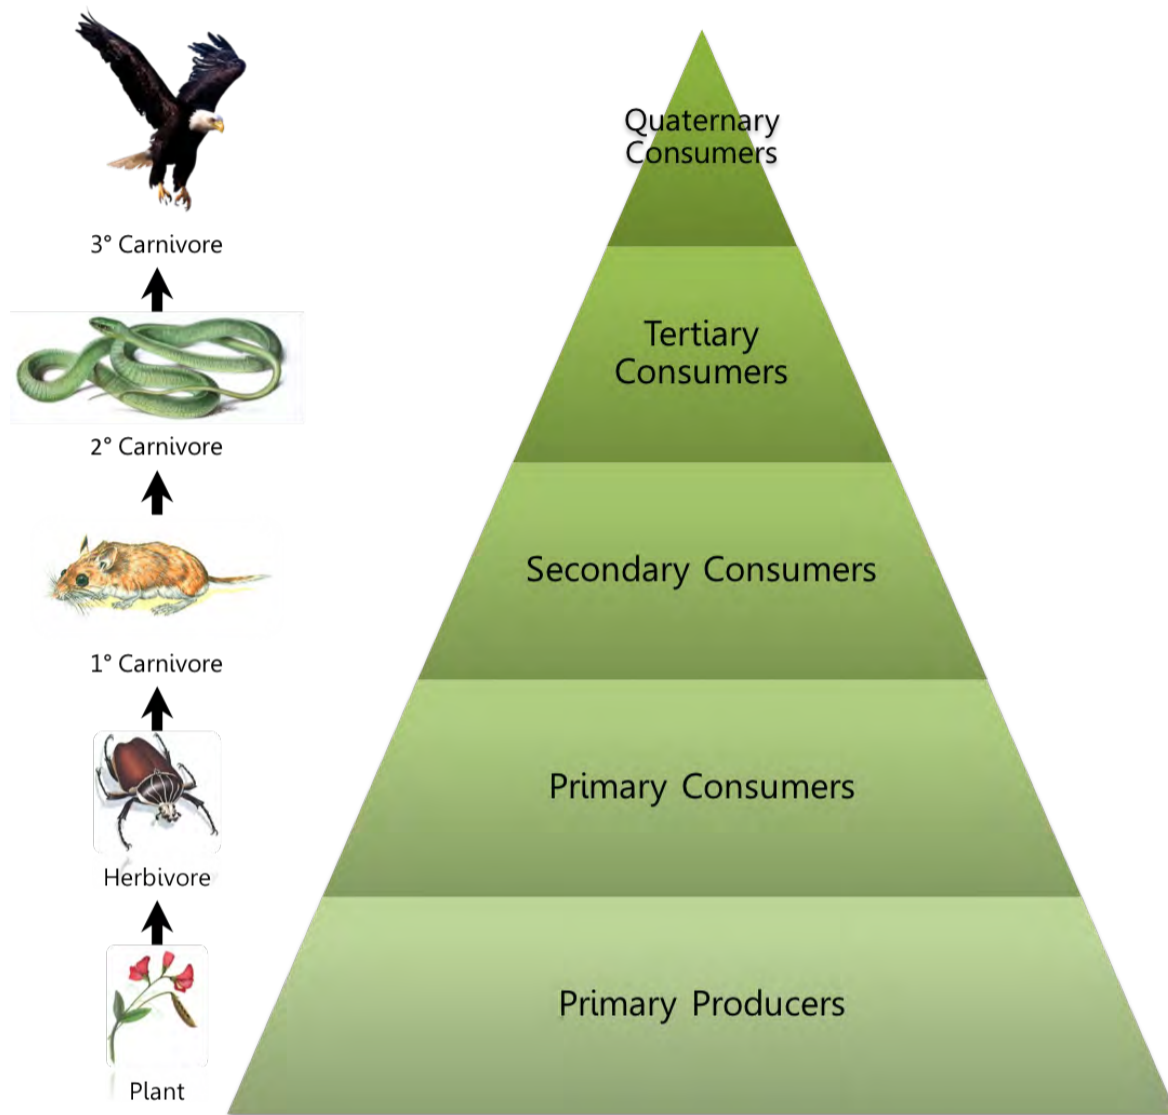 Quaternary
Consumers
3° Carnivore
Tertiary
Consumers
2° Carnivore
Secondary Consumers
1° Carnivore
Primary Consumers
Herbivore
Primary Producers
Plant